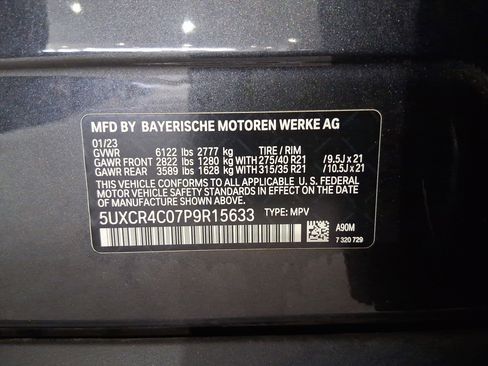 MFD BY BAYERISCHE MOTOREN WERKE AG
01/23
GVWR 6122 lbs 2777 kg TIRE / RIM
GAWR FRONT 2822 lbs 1280 kg WITH 275/40 R21 / 9.5J x 21
GAWR REAR 3589 lbs 1628 kg WITH 315/35 R21 / 10.5J x 21
THIS VEHICLE CONFORMS TO ALL APPLICABLE U. S. FEDERAL
MOTOR VEHICLE SAFETY STANDARDS IN EFFECT ON THE DATE
OF MANUFACTURE SHOWN ABOVE.
5UXCR4C07P9R15633 TYPE: MPV
A90M
7 320 729